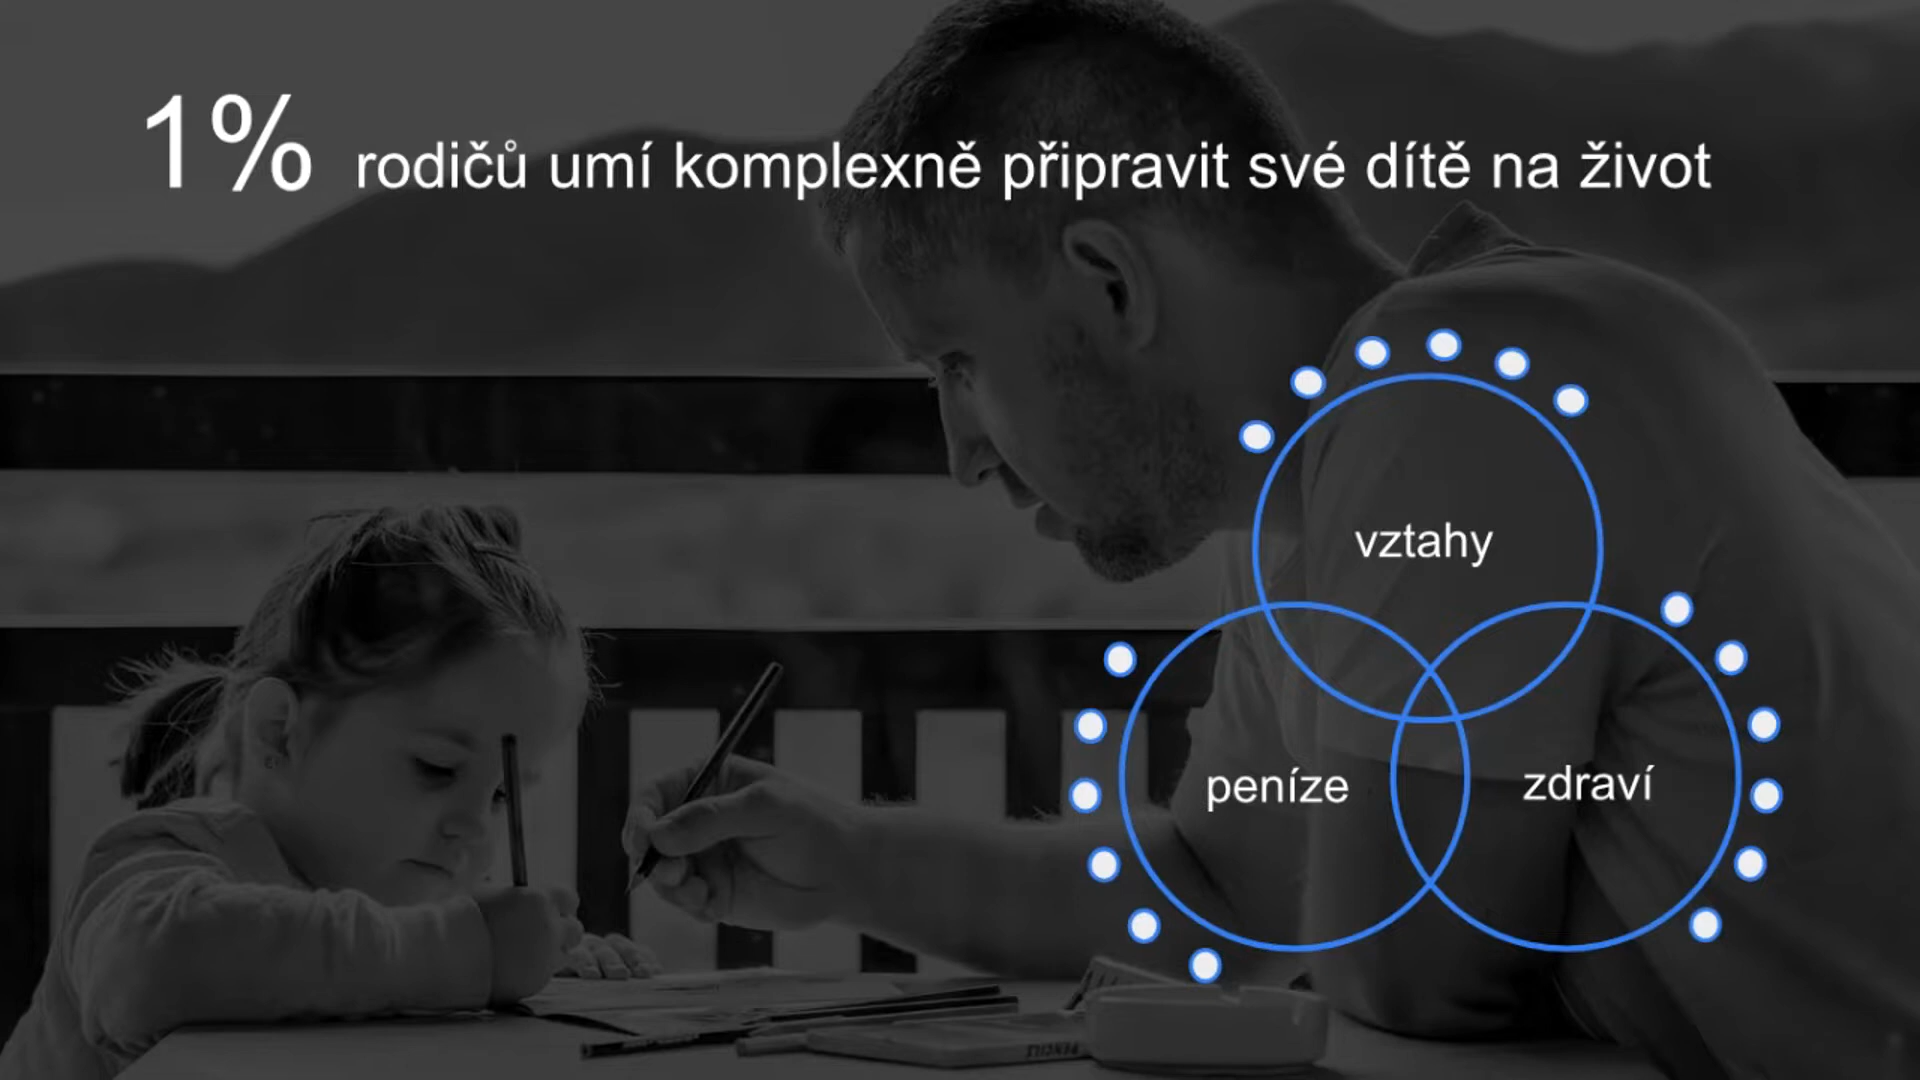 1% rodičů umí komplexně připravit své dítě na život
vztahy
peníze
zdraví